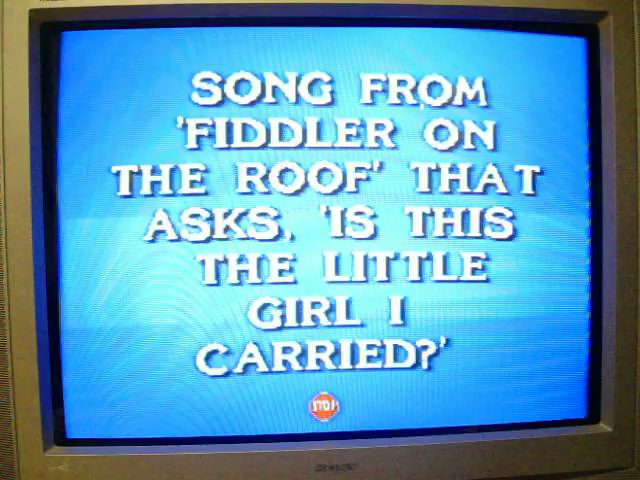 SONG FROM
'FIDDLER ON
THE ROOF' THAT
ASKS, 'IS THIS
THE LITTLE
GIRL I
CARRIED?'
STOP